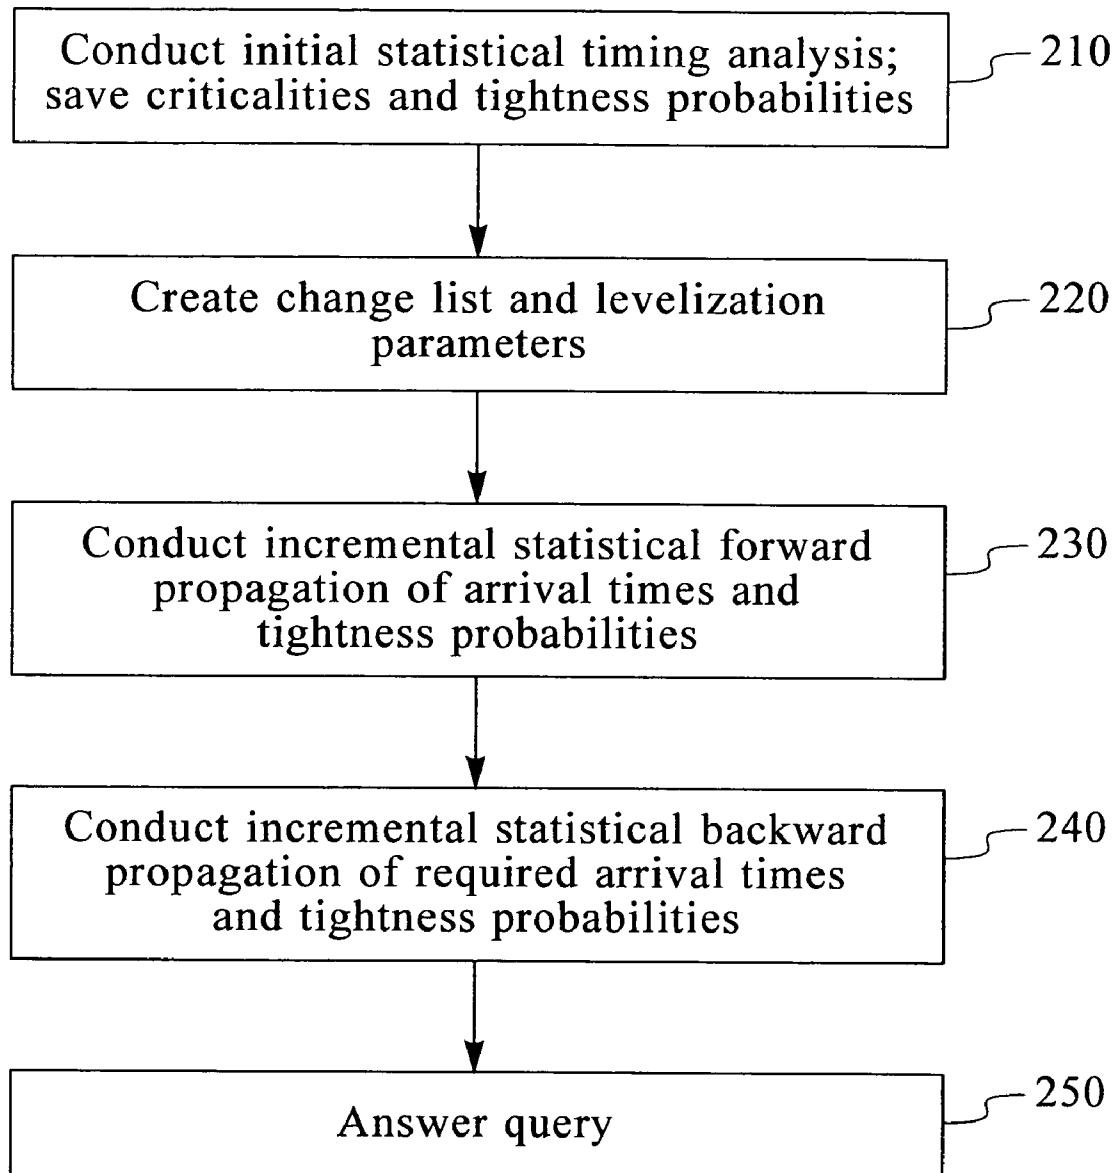 Conduct initial statistical timing analysis;
save criticalities and tightness probabilities
210
Create change list and levelization
parameters
220
Conduct incremental statistical forward
propagation of arrival times and
tightness probabilities
230
Conduct incremental statistical backward
propagation of required arrival times
and tightness probabilities
240
Answer query
250